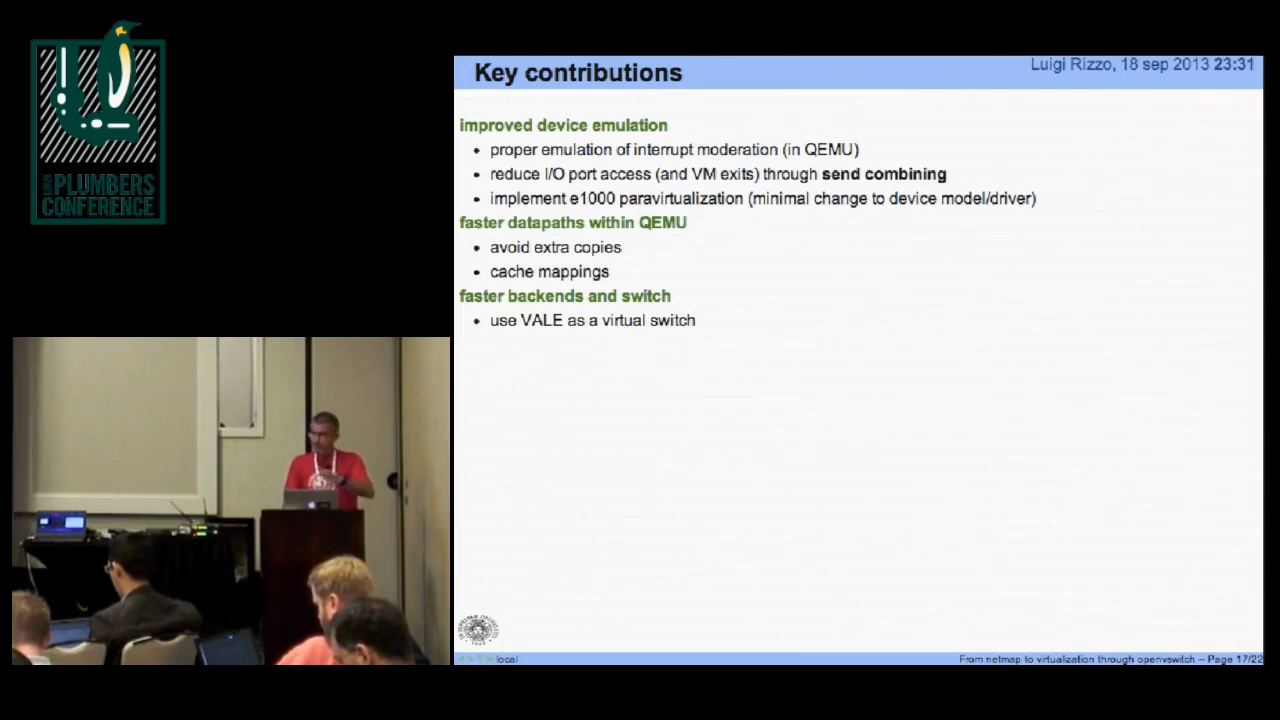 LINUX
PLUMBERS
CONFERENCE
Key contributions
Luigi Rizzo, 18 sep 2013 23:31
improved device emulation
• proper emulation of interrupt moderation (in QEMU)
• reduce I/O port access (and VM exits) through send combining
• implement e1000 paravirtualization (minimal change to device model/driver)
faster datapaths within QEMU
• avoid extra copies
• cache mappings
faster backends and switch
• use VALE as a virtual switch
local
From netmap to virtualization through openvswitch – Page 17/22